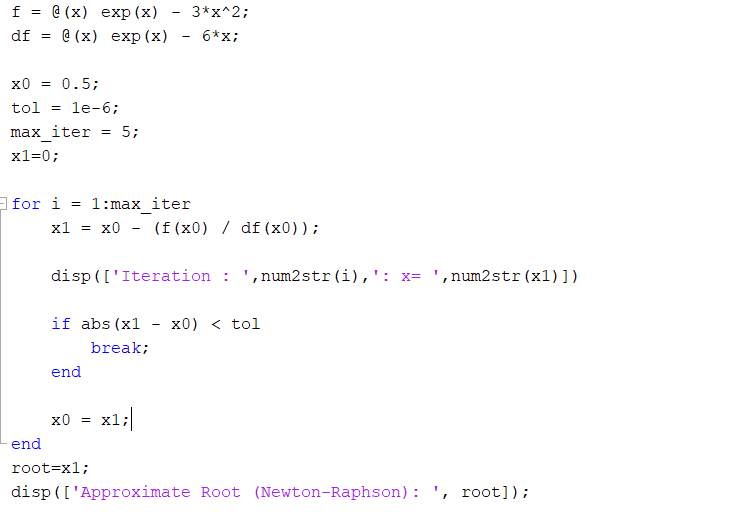 f = @(x) exp(x) - 3*x^2;
df = @(x) exp(x) - 6*x;
x0 = 0.5;
tol = 1e-6;
max_iter = 5;
x1=0;
for i = 1:max_iter
x1 = x0 - (f(x0) / df(x0));
disp(['Iteration : ',num2str(i),': x= ',num2str(x1)])
if abs(x1 - x0) < tol
break;
end
x0 = x1;
end
root=x1;
disp(['Approximate Root (Newton-Raphson): ', root]);